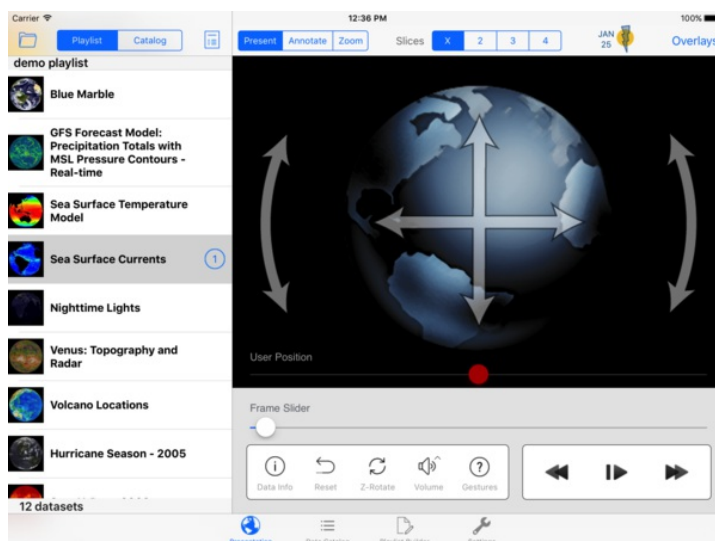 Carrier 12:36 PM 100%
Playlist Catalog
Present Annotate Zoom Slices X 2 3 4 JAN 25 Overlays
demo playlist
Blue Marble
GFS Forecast Model:
Precipitation Totals with
MSL Pressure Contours -
Real-time
Sea Surface Temperature
Model
Sea Surface Currents 1
Nighttime Lights
Venus: Topography and
Radar
Volcano Locations
Hurricane Season - 2005
12 datasets
User Position
Frame Slider
Data Info Reset Z-Rotate Volume Gestures